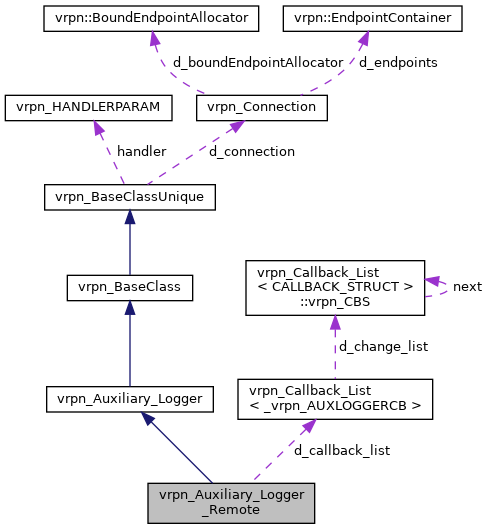 vrpn::BoundEndpointAllocator
vrpn::EndpointContainer
d_boundEndpointAllocator
d_endpoints
vrpn_HANDLERPARAM
vrpn_Connection
handler
d_connection
vrpn_BaseClassUnique
vrpn_BaseClass
vrpn_Callback_List
< CALLBACK_STRUCT >
::vrpn_CBS
next
d_change_list
vrpn_Auxiliary_Logger
vrpn_Callback_List
< _vrpn_AUXLOGGERCB >
d_callback_list
vrpn_Auxiliary_Logger
_Remote